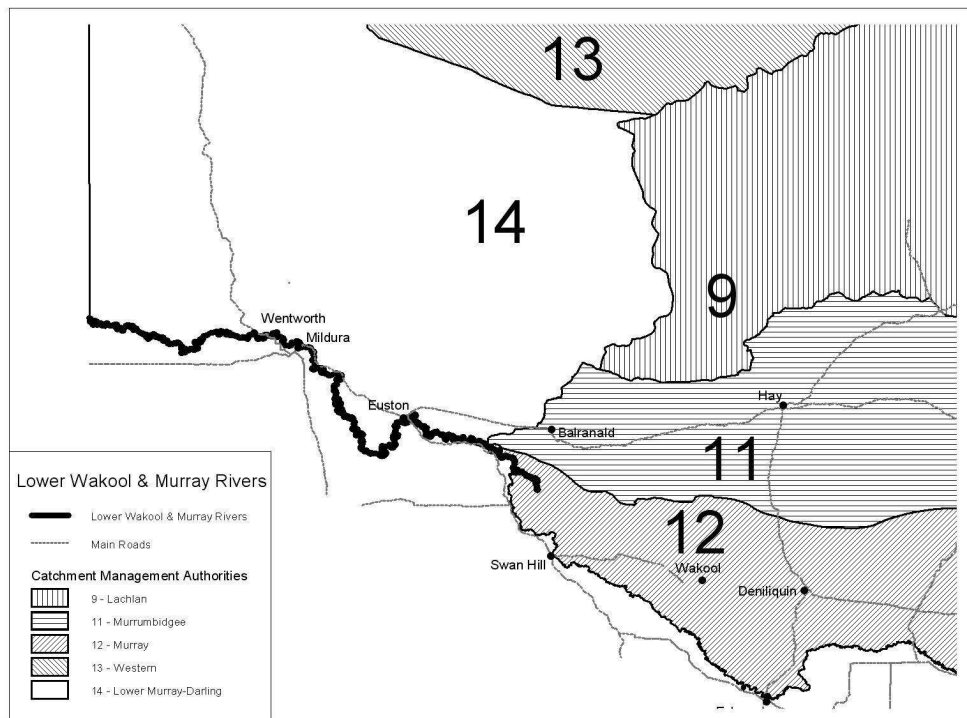 13
14
9
Wentworth
Mildura
Euston
Hay
Balranald
11
12
Swan Hill
Wakool
Deniliquin
Lower Wakool & Murray Rivers
Lower Wakool & Murray Rivers
Main Roads
Catchment Management Authorities
9 - Lachlan
11 - Murrumbidgee
12 - Murray
13 - Western
14 - Lower Murray-Darling